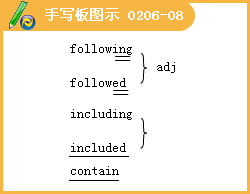 手写板图示 0206-08
following
adj
followed
including
included
contain